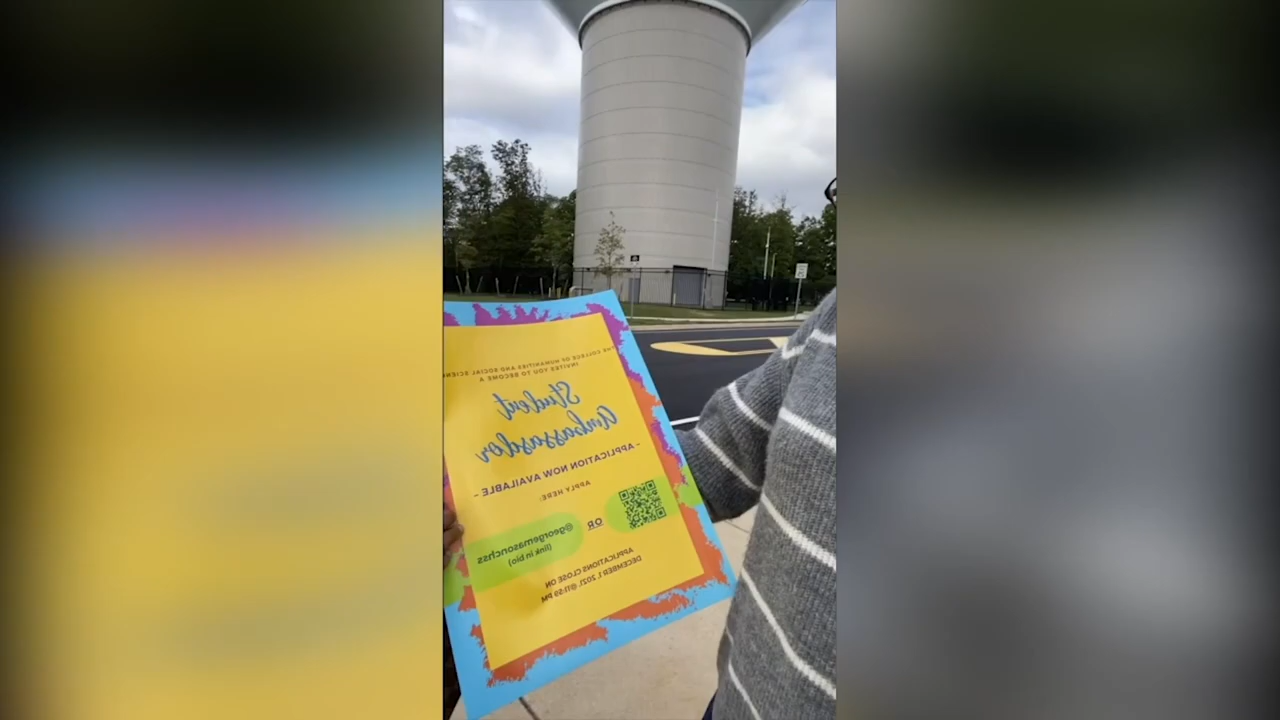 THE COLLEGE OF HUMANITIES AND SOCIAL SCIENC
INVITES YOU TO BECOME A
Student
Ambassador
- APPLICATION NOW AVAILABLE -
APPLY HERE:
OR
@georgemasonchss
(link in bio)
APPLICATIONS CLOSE ON
DECEMBER 1, 2021, @11:59 PM